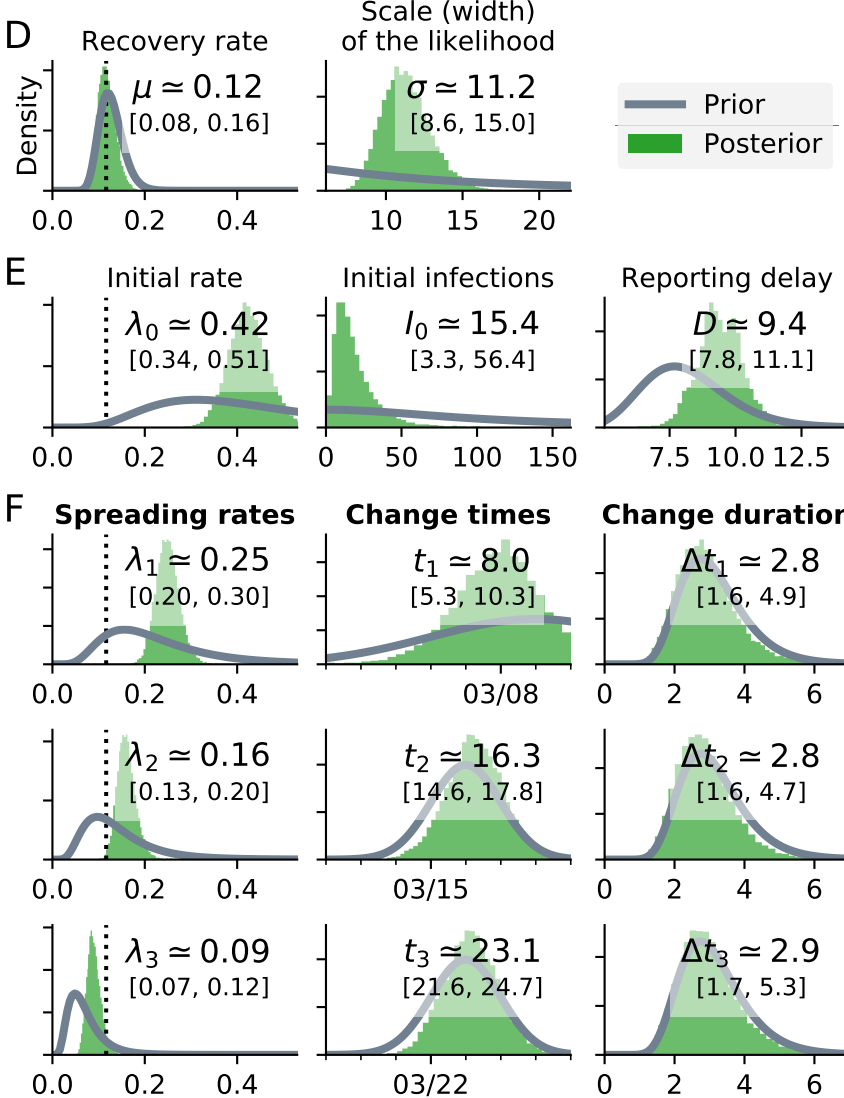 D
Recovery rate
Scale (width)
of the likelihood
Density
μ ≃ 0.12
[0.08, 0.16]
σ ≃ 11.2
[8.6, 15.0]
Prior
Posterior
0.0 0.2 0.4
10 15 20
E
Initial rate
Initial infections
Reporting delay
λ0 ≃ 0.42
[0.34, 0.51]
I0 ≃ 15.4
[3.3, 56.4]
D ≃ 9.4
[7.8, 11.1]
0.0 0.2 0.4
0 50 100 150
7.5 10.0 12.5
F
Spreading rates
Change times
Change duration
λ1 ≃ 0.25
[0.20, 0.30]
t1 ≃ 8.0
[5.3, 10.3]
Δt1 ≃ 2.8
[1.6, 4.9]
0.0 0.2 0.4
03/08
2 4 6
λ2 ≃ 0.16
[0.13, 0.20]
t2 ≃ 16.3
[14.6, 17.8]
Δt2 ≃ 2.8
[1.6, 4.7]
0.0 0.2 0.4
03/15
2 4 6
λ3 ≃ 0.09
[0.07, 0.12]
t3 ≃ 23.1
[21.6, 24.7]
Δt3 ≃ 2.9
[1.7, 5.3]
0.0 0.2 0.4
03/22
2 4 6